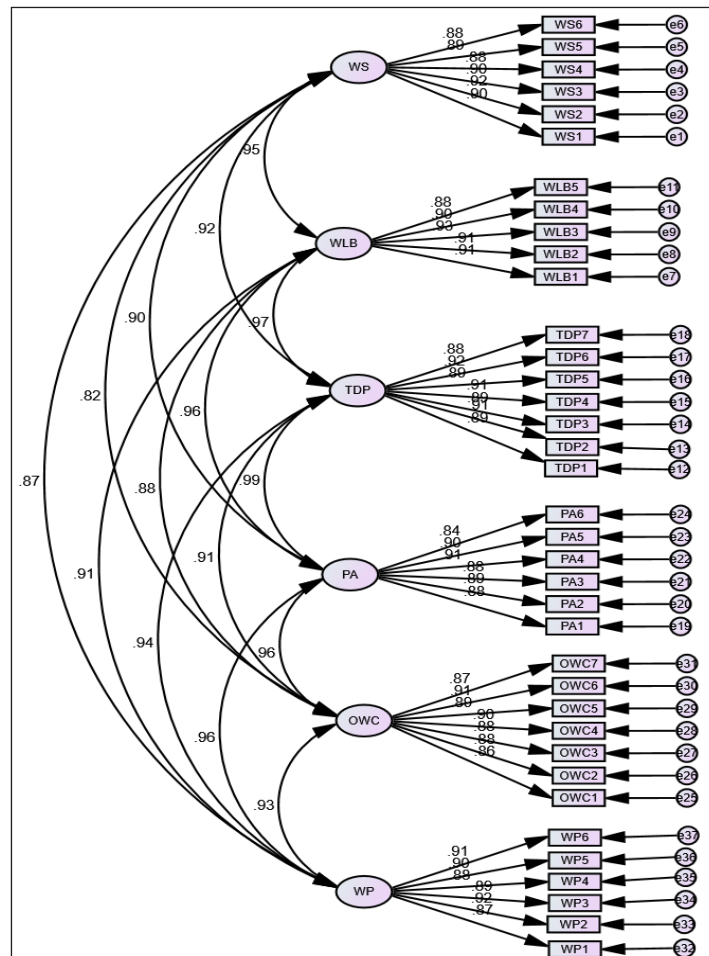 .88 WS6 e6
.89 WS5 e5
.88 WS4 e4
.90 WS3 e3
.92 WS2 e2
.90 WS1 e1
WS
.95
.88 WLB5 e11
.90 WLB4 e10
.93 WLB3 e9
.91 WLB2 e8
.91 WLB1 e7
WLB
.92
.90
.97
.88 TDP7 e18
.92 TDP6 e17
.89 TDP5 e16
.91 TDP4 e15
.89 TDP3 e14
.91 TDP2 e13
.89 TDP1 e12
TDP
.82
.96
.87
.88
.99
.84 PA6 e24
.90 PA5 e23
.91 PA4 e22
.88 PA3 e21
.89 PA2 e20
.88 PA1 e19
PA
.91
.91
.94
.96
.87 OWC7 e31
.91 OWC6 e30
.89 OWC5 e29
.90 OWC4 e28
.88 OWC3 e27
.88 OWC2 e26
.86 OWC1 e25
OWC
.96
.93
.91 WP6 e37
.90 WP5 e36
.88 WP4 e35
.89 WP3 e34
.92 WP2 e33
.87 WP1 e32
WP